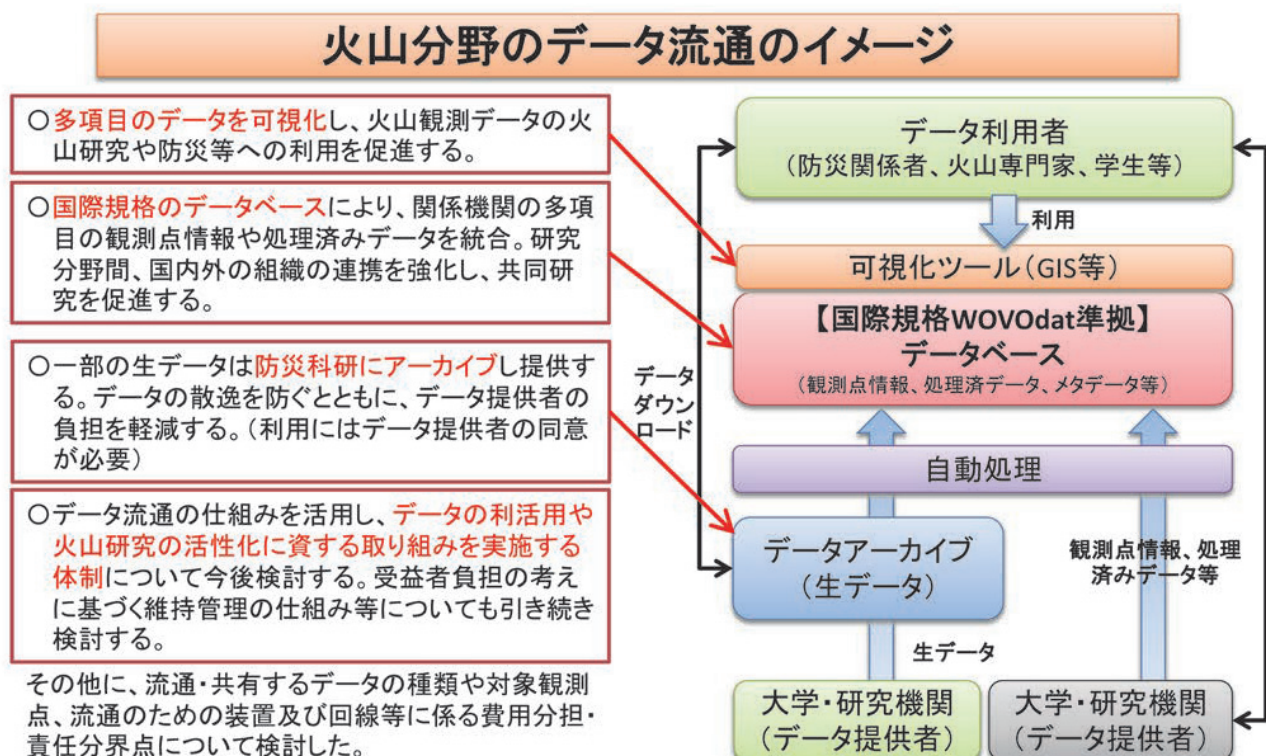 火山分野のデータ流通のイメージ
○多項目のデータを可視化し、火山観測データの火
山研究や防災等への利用を促進する。
○国際規格のデータベースにより、関係機関の多項
目の観測点情報や処理済みデータを統合。研究
分野間、国内外の組織の連携を強化し、共同研
究を促進する。
○一部の生データは防災科研にアーカイブし提供す
る。データの散逸を防ぐとともに、データ提供者の
負担を軽減する。（利用にはデータ提供者の同意
が必要）
○データ流通の仕組みを活用し、データの利活用や
火山研究の活性化に資する取り組みを実施する
体制について今後検討する。受益者負担の考え
に基づく維持管理の仕組み等についても引き続き
検討する。
その他に、流通・共有するデータの種類や対象観測
点、流通のための装置及び回線等に係る費用分担・
責任分界点について検討した。
データ利用者
（防災関係者、火山専門家、学生等）
利用
可視化ツール（GIS等）
【国際規格WOVOdat準拠】
データベース
（観測点情報、処理済データ、メタデータ等）
データ
ダウン
ロード
自動処理
データアーカイブ
（生データ）
観測点情報、処理
済みデータ等
生データ
大学・研究機関
（データ提供者）
大学・研究機関
（データ提供者）